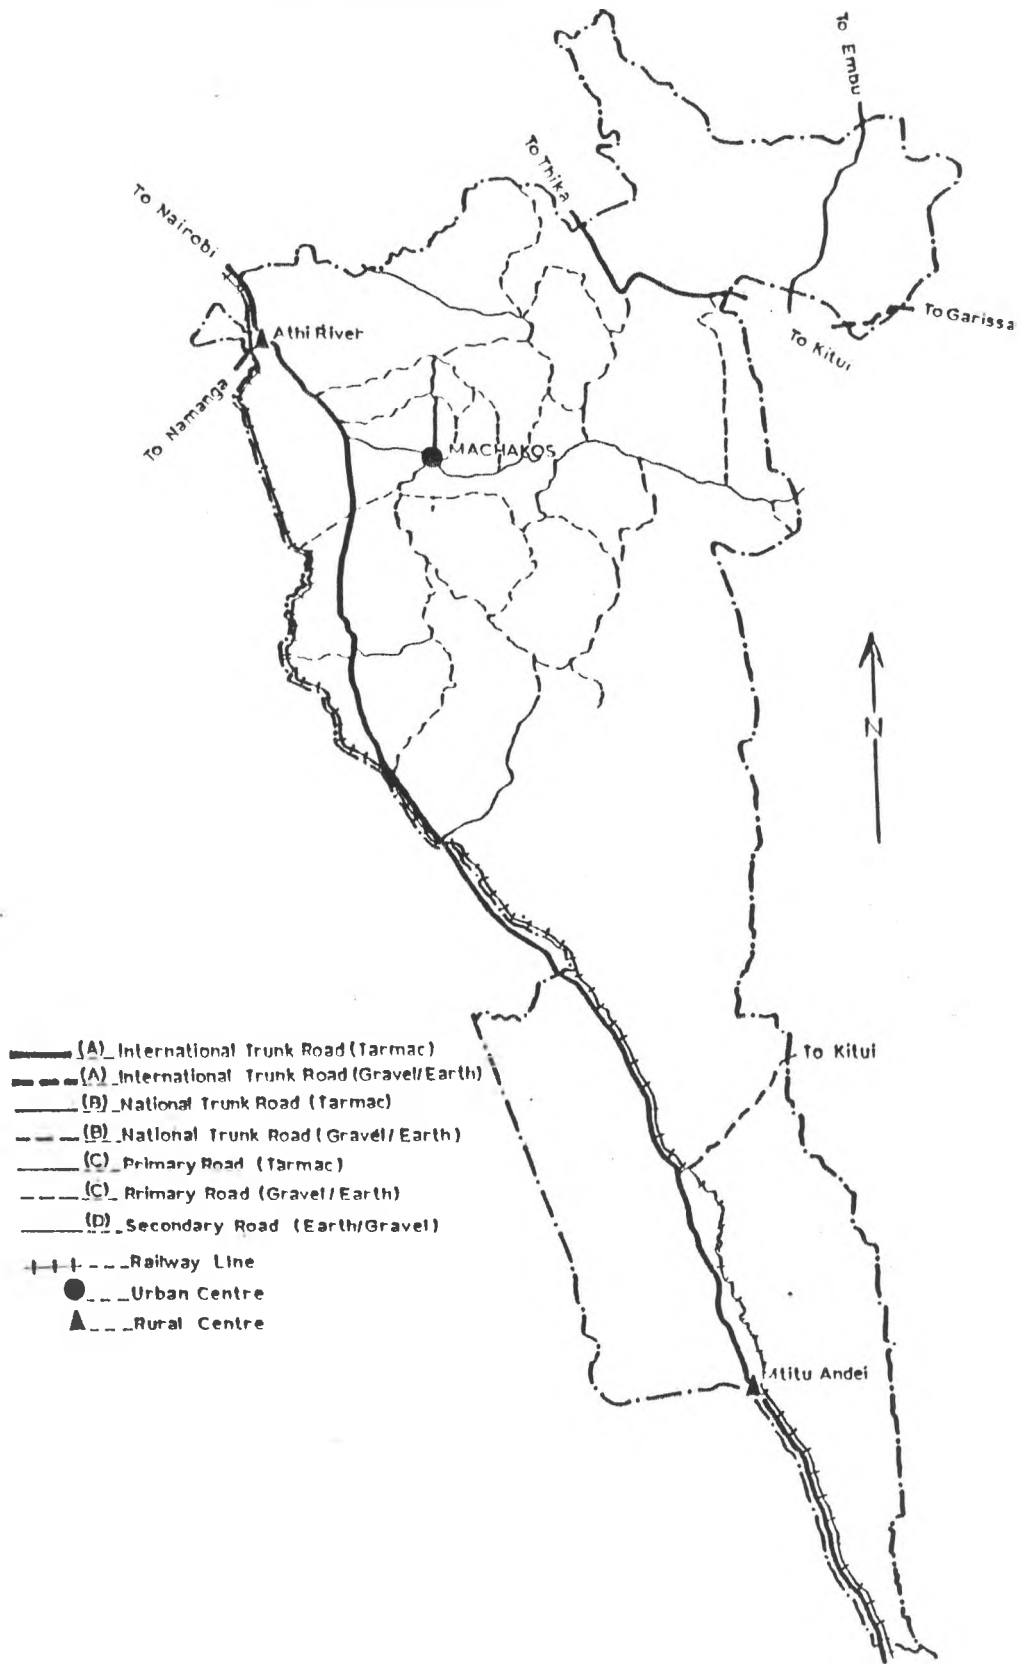 To Embu
To Thika
To Nairobi
To Garissa
Athi River
To Kitui
To Namanga
MACHAKOS
N
(A) International Trunk Road (Tarmac)
(A) International Trunk Road (Gravel/Earth)
(B) National Trunk Road (Tarmac)
(B) National Trunk Road (Gravel/Earth)
(C) Primary Road (Tarmac)
(C) Rrimary Road (Gravel/Earth)
(D) Secondary Road (Earth/Gravel)
Railway Line
Urban Centre
Rural Centre
To Kitui
Mtitu Andei